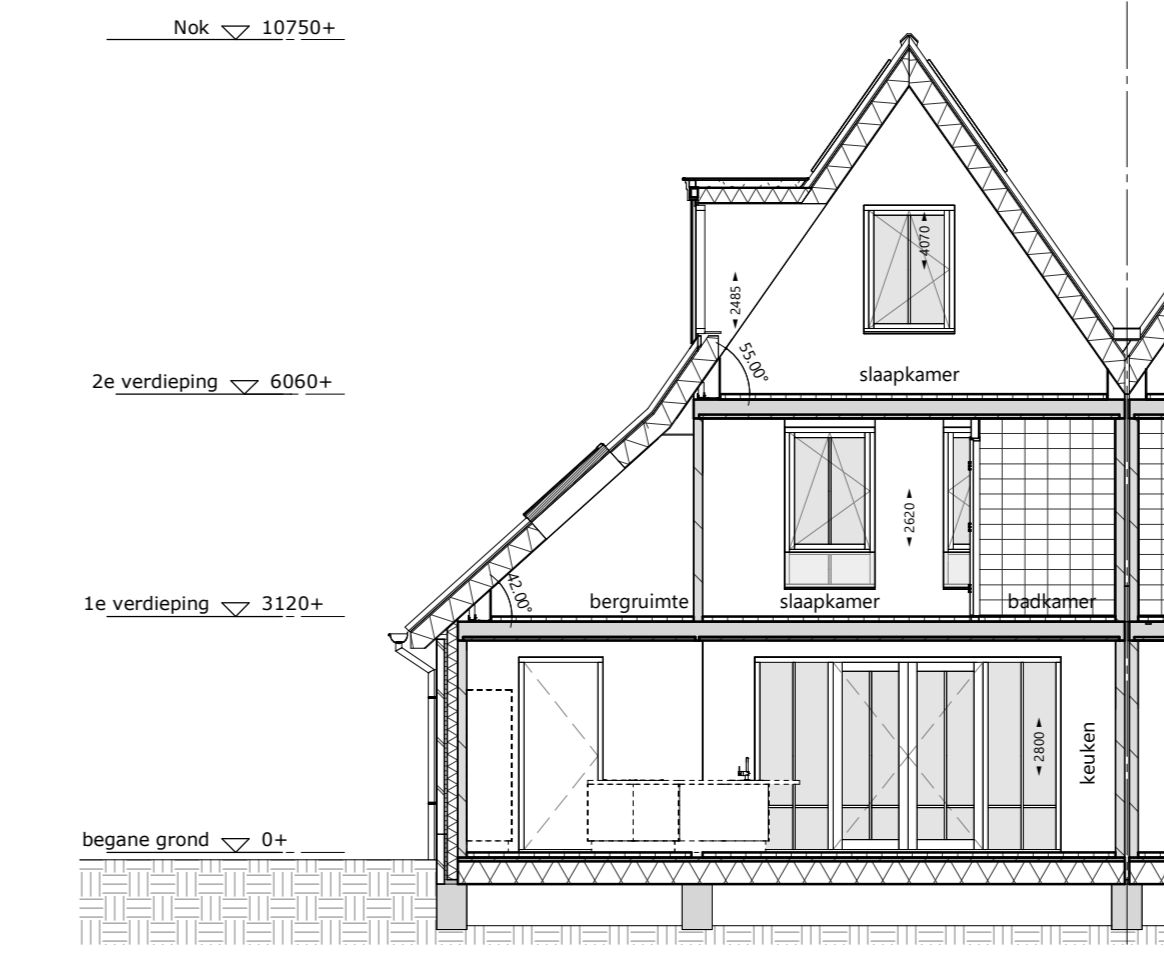 Nok 10750+
4070
2485
55.00°
slaapkamer
2e verdieping 6060+
2620
42.00°
bergruimte slaapkamer badkamer
1e verdieping 3120+
2800
keuken
begane grond 0+